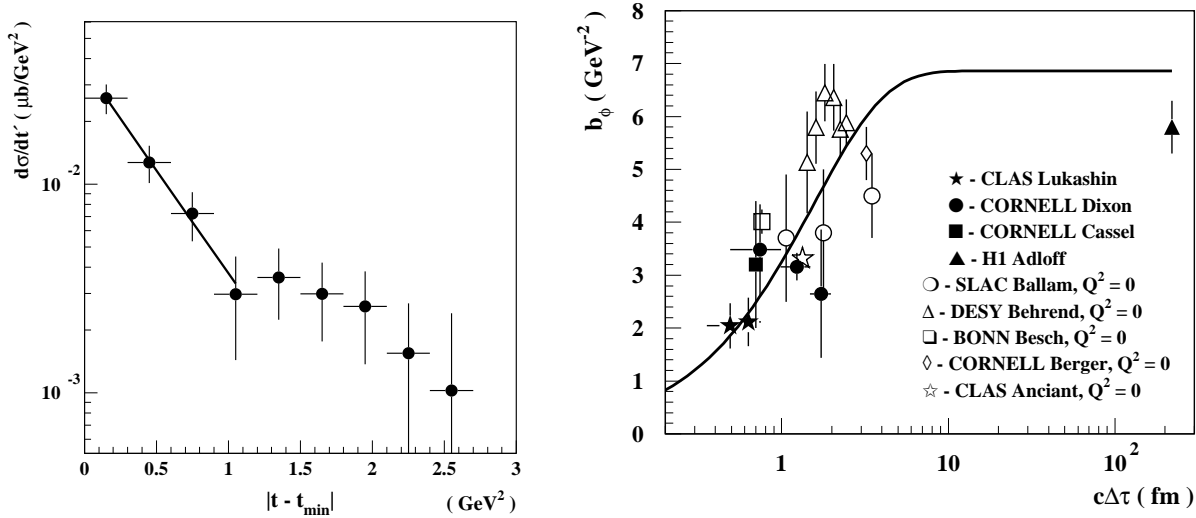 dσ/dt´ ( μb/GeV²)
10⁻²
10⁻³
0 0.5 1 1.5 2 2.5 3
|t - tₘᵢₙ| ( GeV²)
b_ϕ ( GeV⁻²)
8
7
6
5
4
3
2
1
0
★ - CLAS Lukashin
● - CORNELL Dixon
■ - CORNELL Cassel
▲ - H1 Adloff
○ - SLAC Ballam, Q² = 0
△ - DESY Behrend, Q² = 0
❏ - BONN Besch, Q² = 0
◊ - CORNELL Berger, Q² = 0
☆ - CLAS Anciant, Q² = 0
1 10 10²
cΔτ ( fm)